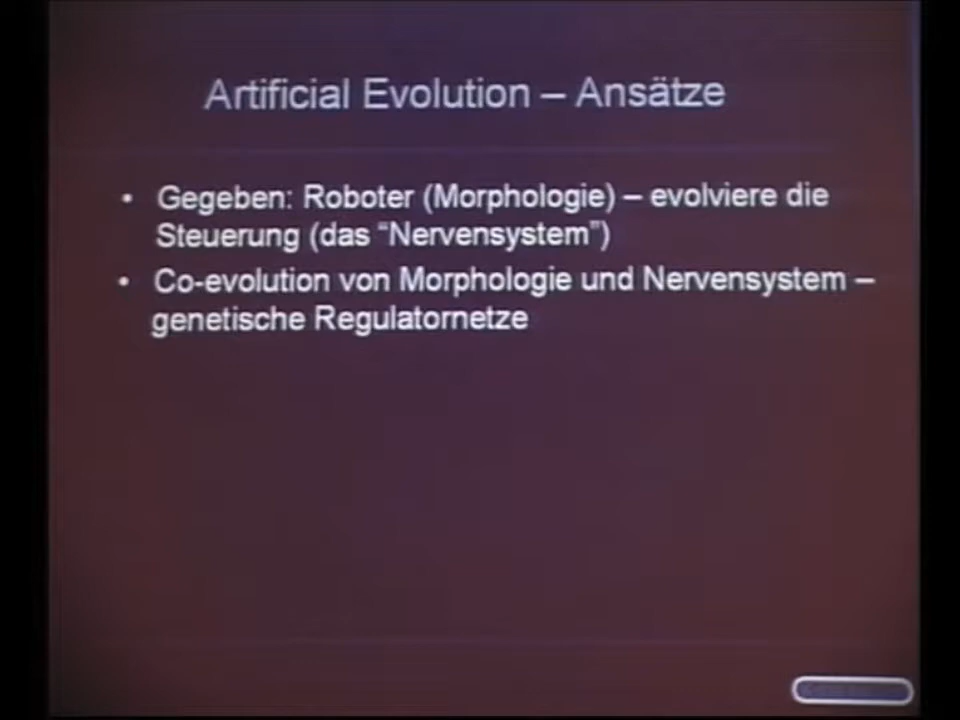 Artificial Evolution – Ansätze
• Gegeben: Roboter (Morphologie) – evolviere die
Steuerung (das “Nervensystem”)
• Co-evolution von Morphologie und Nervensystem –
genetische Regulatornetze